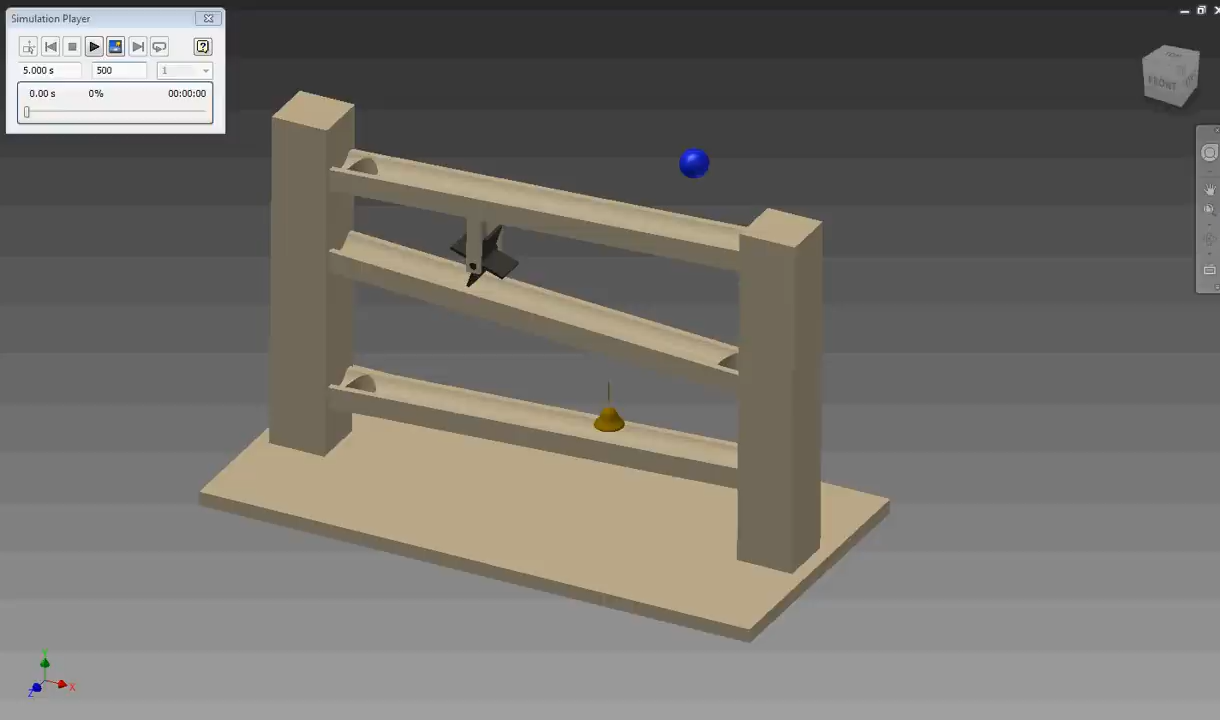 Simulation Player
5.000 s 500 1
0.00 s 0% 00:00:00
FRONT
Y
Z X